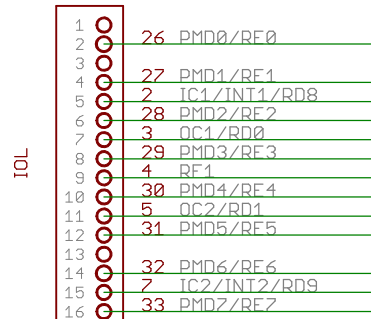 1
2 26 PMD0/RE0
3
4 27 PMD1/RE1
5 2 IC1/INT1/RD8
6 28 PMD2/RE2
7 3 OC1/RD0
8 29 PMD3/RE3
9 4 RF1
10 30 PMD4/RE4
11 5 OC2/RD1
12 31 PMD5/RE5
13
14 32 PMD6/RE6
15 7 IC2/INT2/RD9
16 33 PMD7/RE7
IOL